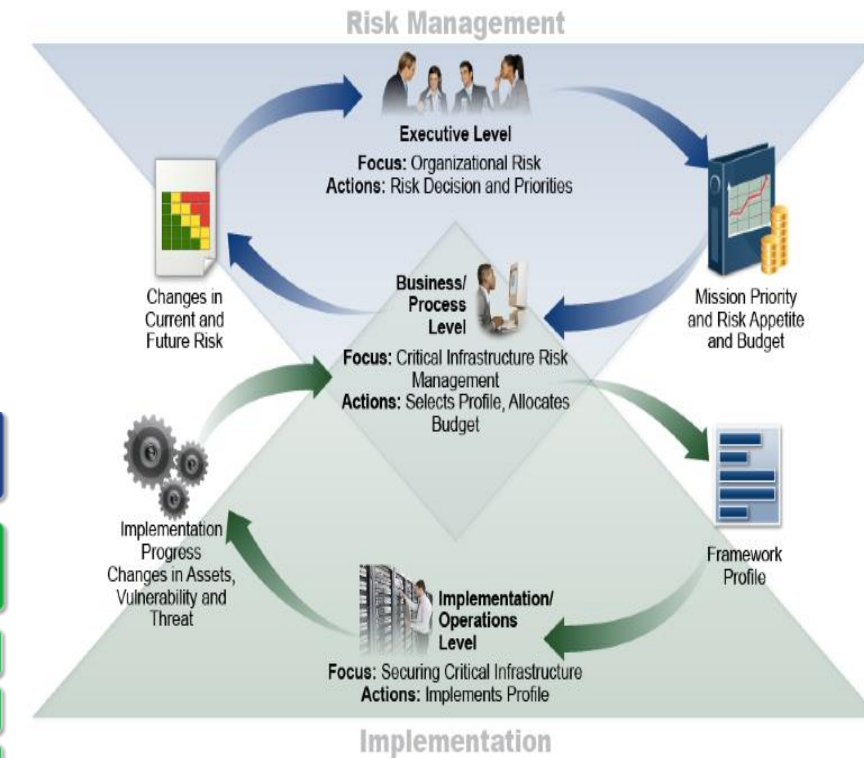 Risk Management
Executive Level
Focus: Organizational Risk
Actions: Risk Decision and Priorities
Changes in
Current and
Future Risk
Mission Priority
and Risk Appetite
and Budget
Business/
Process
Level
Focus: Critical Infrastructure Risk
Management
Actions: Selects Profile, Allocates
Budget
Implementation
Progress
Changes in Assets,
Vulnerability and
Threat
Framework
Profile
Implementation/
Operations
Level
Focus: Securing Critical Infrastructure
Actions: Implements Profile
Implementation